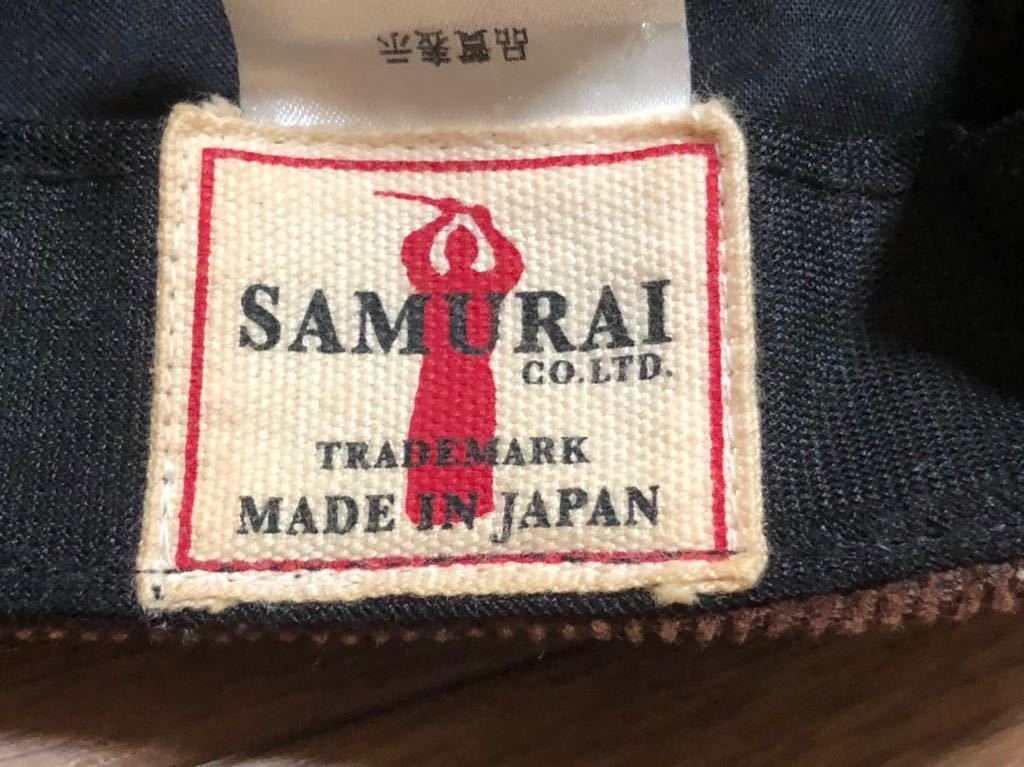 品質表示
SAMURAI
CO.LTD.
TRADEMARK
MADE IN JAPAN